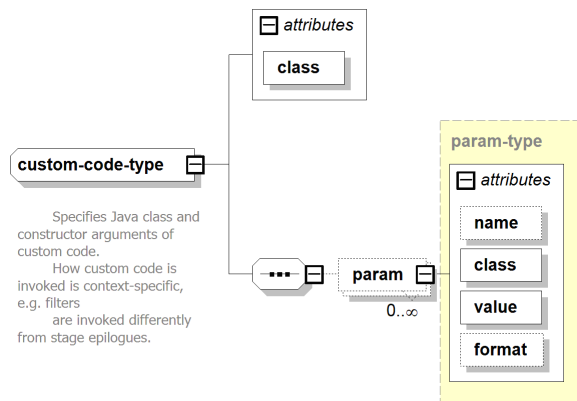 attributes
class
custom-code-type
Specifies Java class and
constructor arguments of
custom code.
How custom code is
invoked is context-specific,
e.g. filters
are invoked differently
from stage epilogues.
param
0..∞
param-type
attributes
name
class
value
format